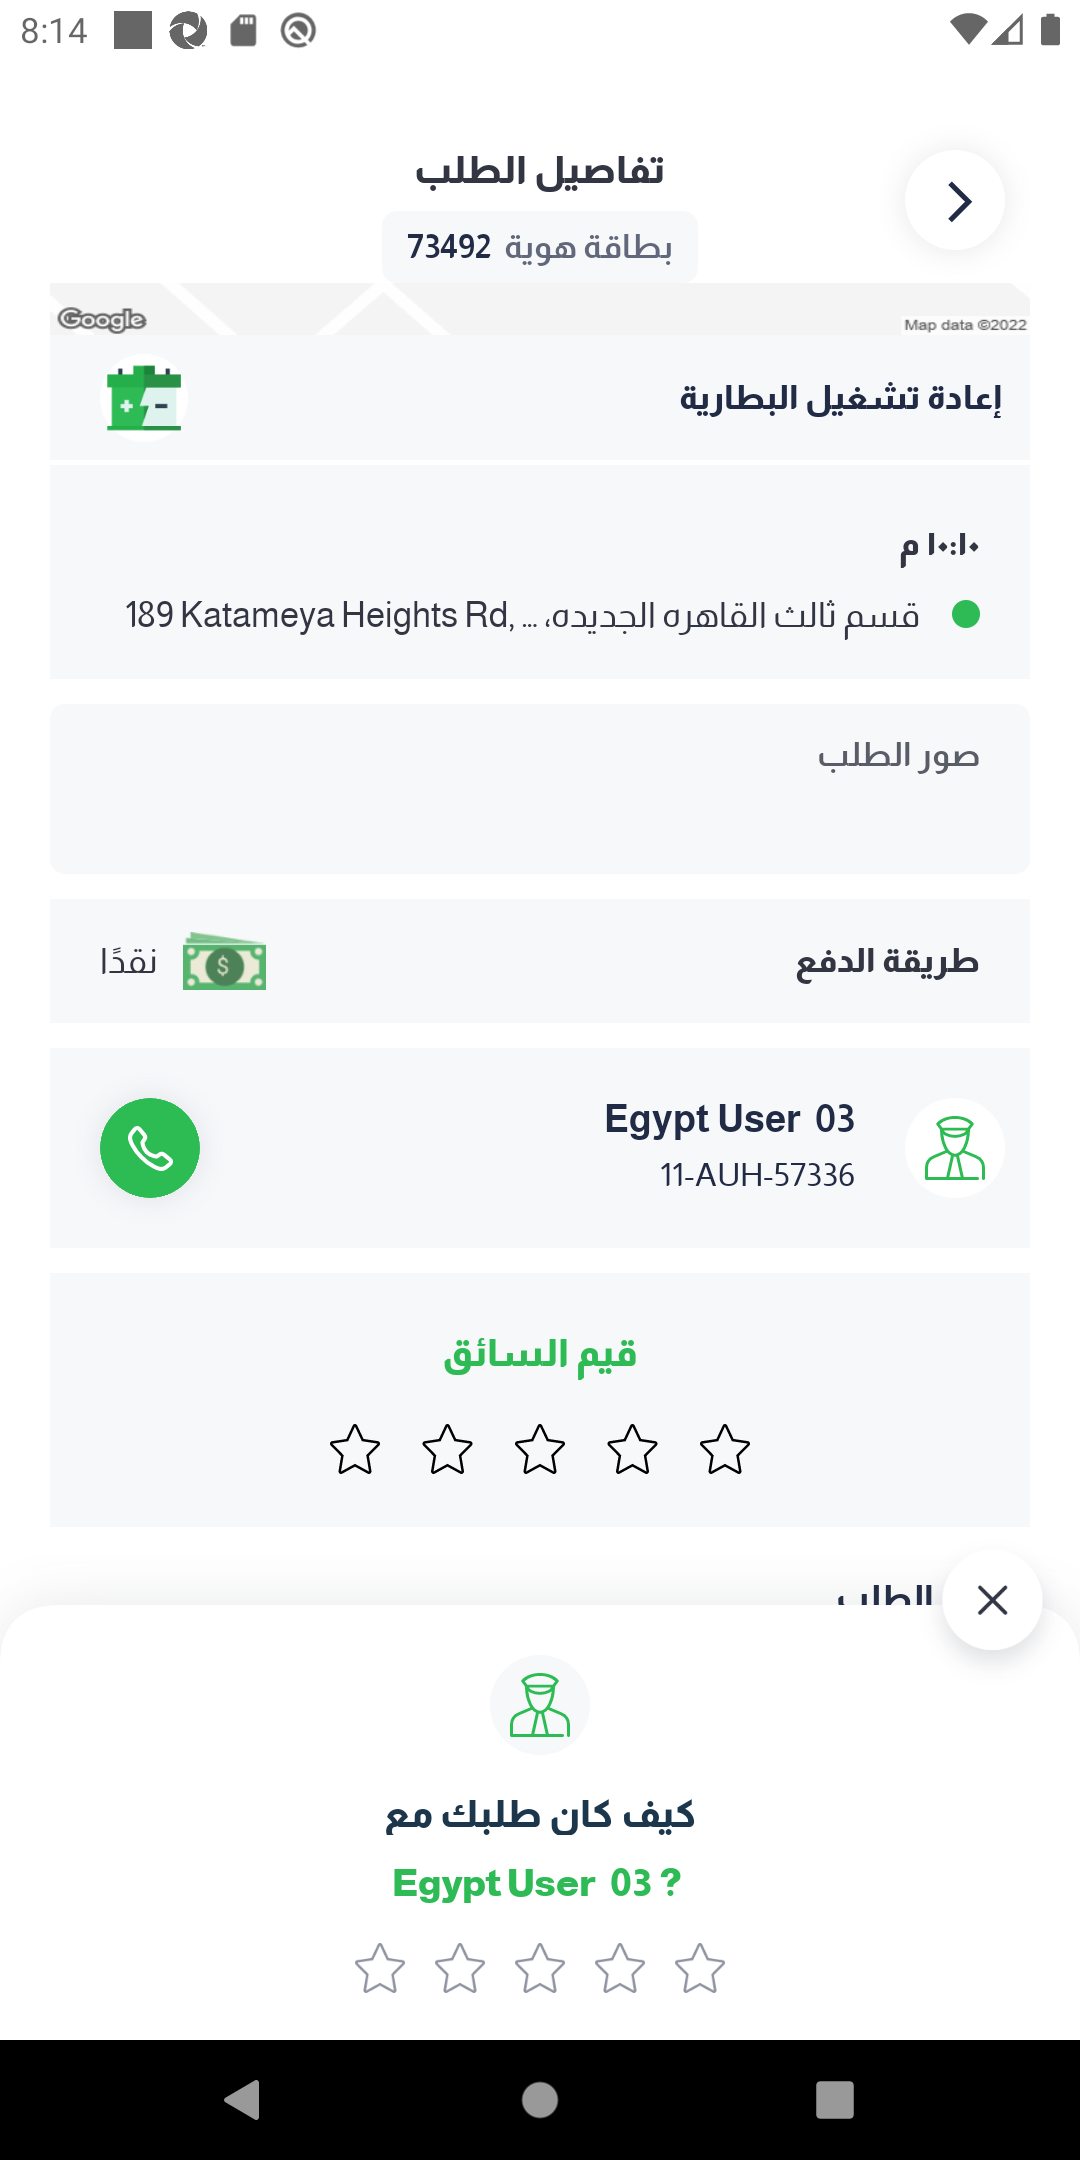 8:14
تفاصيل الطلب
بطاقة هوية 73492
Google
Map data ©2022
إعادة تشغيل البطارية
١٠:١٠ م
189 Katameya Heights Rd, ... قسم ثالث القاهره الجديده،
صور الطلب
طريقة الدفع
نقدًا
Egypt User 03
11-AUH-57336
قيم السائق
الطلب
كيف كان طلبك مع
Egypt User 03 ?